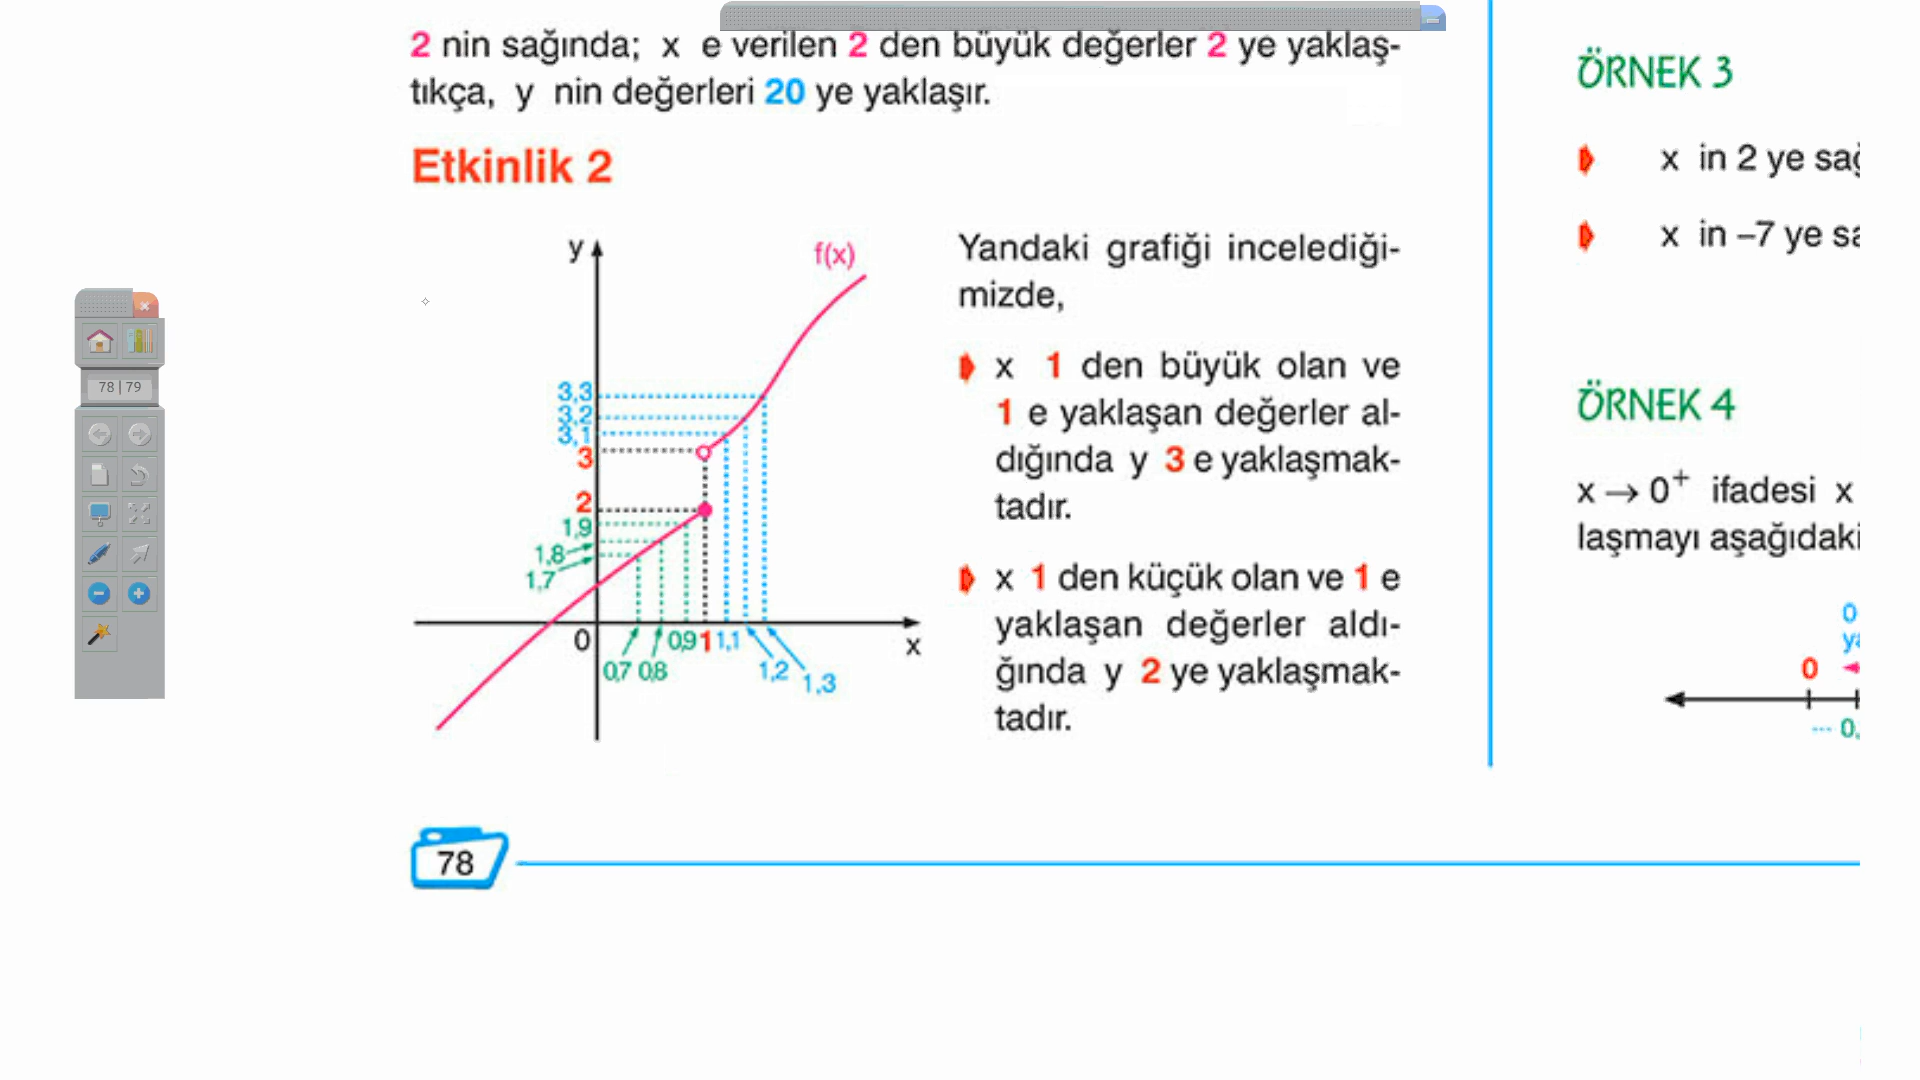 2 nin sağında; x e verilen 2 den büyük değerler 2 ye yaklaş-
tıkça, y nin değerleri 20 ye yaklaşır.
Etkinlik 2
y
f(x)
3,3
3,2
3,1
3
2
1,9
1,8
1,7
0
0,7
0,8
0,9
1
1,1
1,2
1,3
x
Yandaki grafiği incelediği-
mizde,
x 1 den büyük olan ve
1 e yaklaşan değerler al-
dığında y 3 e yaklaşmak-
tadır.
x 1 den küçük olan ve 1 e
yaklaşan değerler aldı-
ğında y 2 ye yaklaşmak-
tadır.
78
78 | 79
ÖRNEK 3
x in 2 ye
x in –7 ye
ÖRNEK 4
x → 0⁺ ifadesi x
laşmayı aşağıdaki
0
0
... 0,